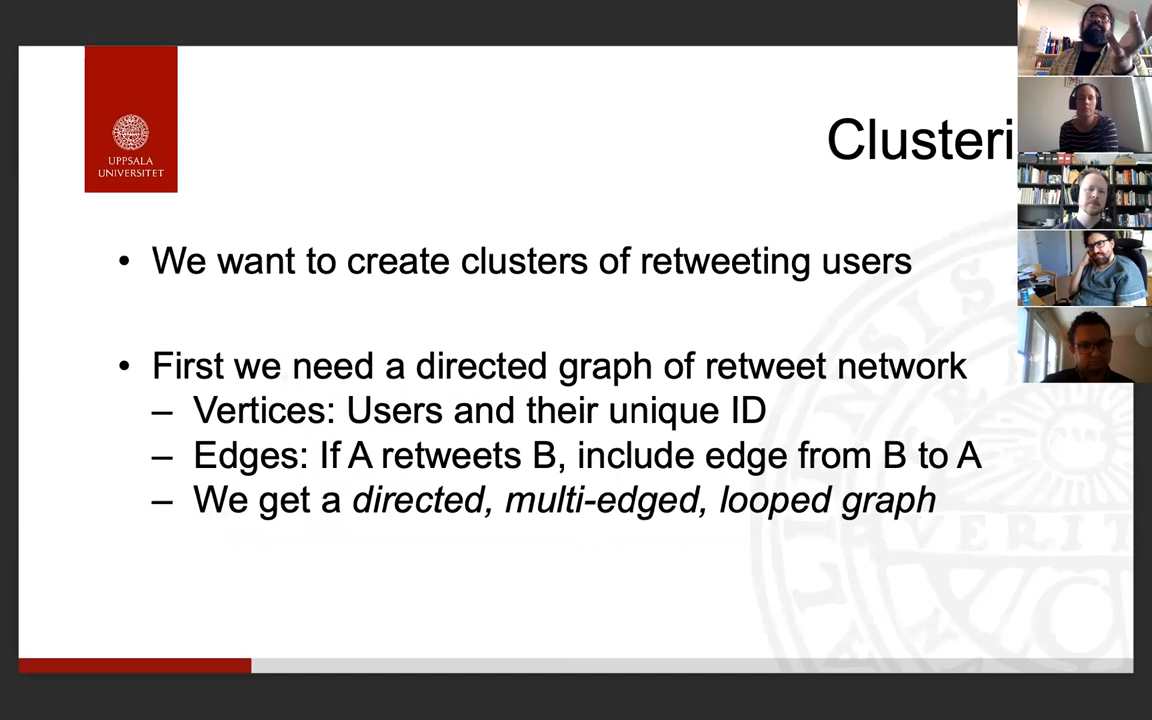 UPPSALA
UNIVERSITET
Clusteri
• We want to create clusters of retweeting users
• First we need a directed graph of retweet network
– Vertices: Users and their unique ID
– Edges: If A retweets B, include edge from B to A
– We get a directed, multi-edged, looped graph